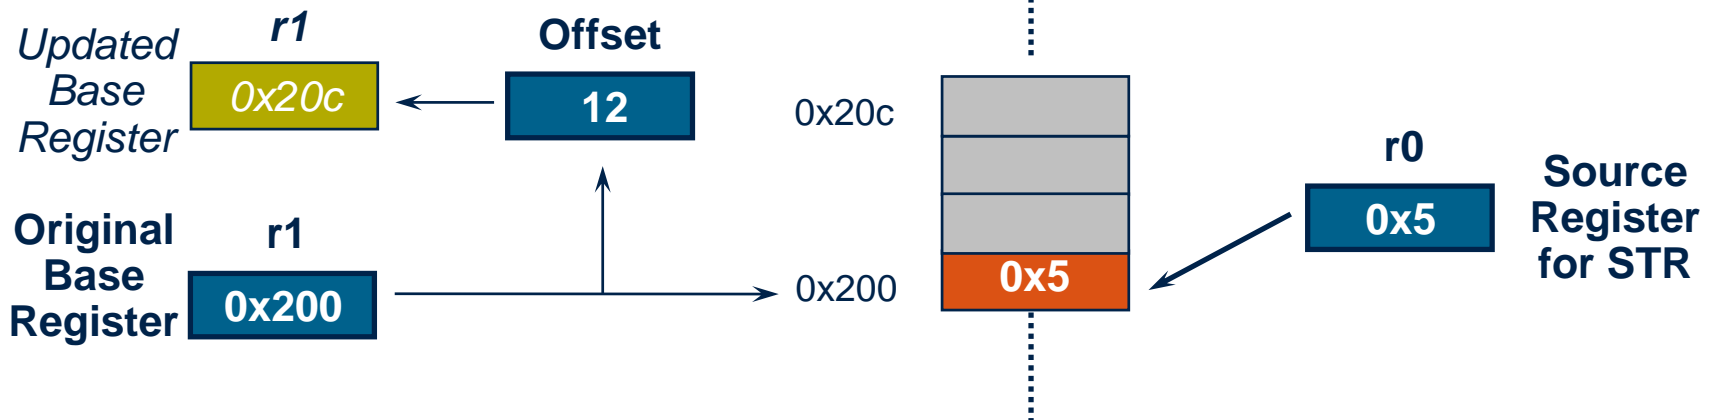 Updated
Base
Register
r1
0x20c
Offset
12
Original
Base
Register
r1
0x200
0x20c
0x200
0x5
r0
0x5
Source
Register
for STR